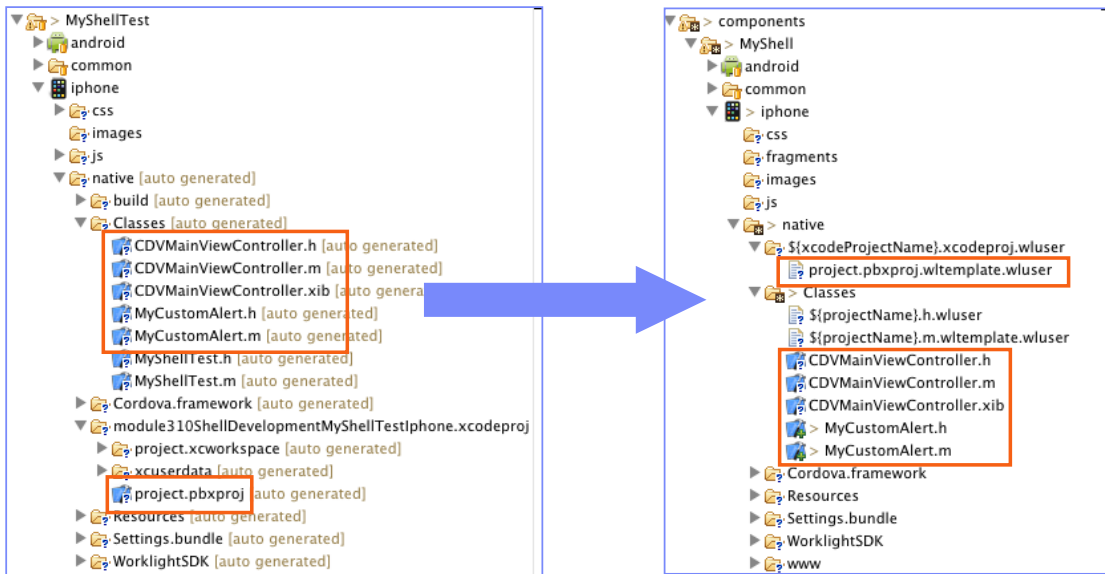 > MyShellTest
android
common
iphone
css
images
js
native [auto generated]
build [auto generated]
Classes [auto generated]
CDVMainViewController.h [auto generated]
CDVMainViewController.m [auto generated]
CDVMainViewController.xib [auto genera
MyCustomAlert.h [auto generated]
MyCustomAlert.m [auto generated]
MyShellTest.h [auto generated]
MyShellTest.m [auto generated]
Cordova.framework [auto generated]
module310ShellDevelopmentMyShellTestIphone.xcodeproj
project.xcworkspace [auto generated]
xcuserdata [auto generated]
project.pbxproj [auto generated]
Resources [auto generated]
Settings.bundle [auto generated]
WorklightSDK [auto generated]
> components
> MyShell
android
common
> iphone
css
fragments
images
js
> native
${xcodeProjectName}.xcodeproj.wluser
project.pbxproj.wltemplate.wluser
> Classes
${projectName}.h.wluser
${projectName}.m.wltemplate.wluser
CDVMainViewController.h
CDVMainViewController.m
CDVMainViewController.xib
> MyCustomAlert.h
> MyCustomAlert.m
Cordova.framework
Resources
Settings.bundle
WorklightSDK
www